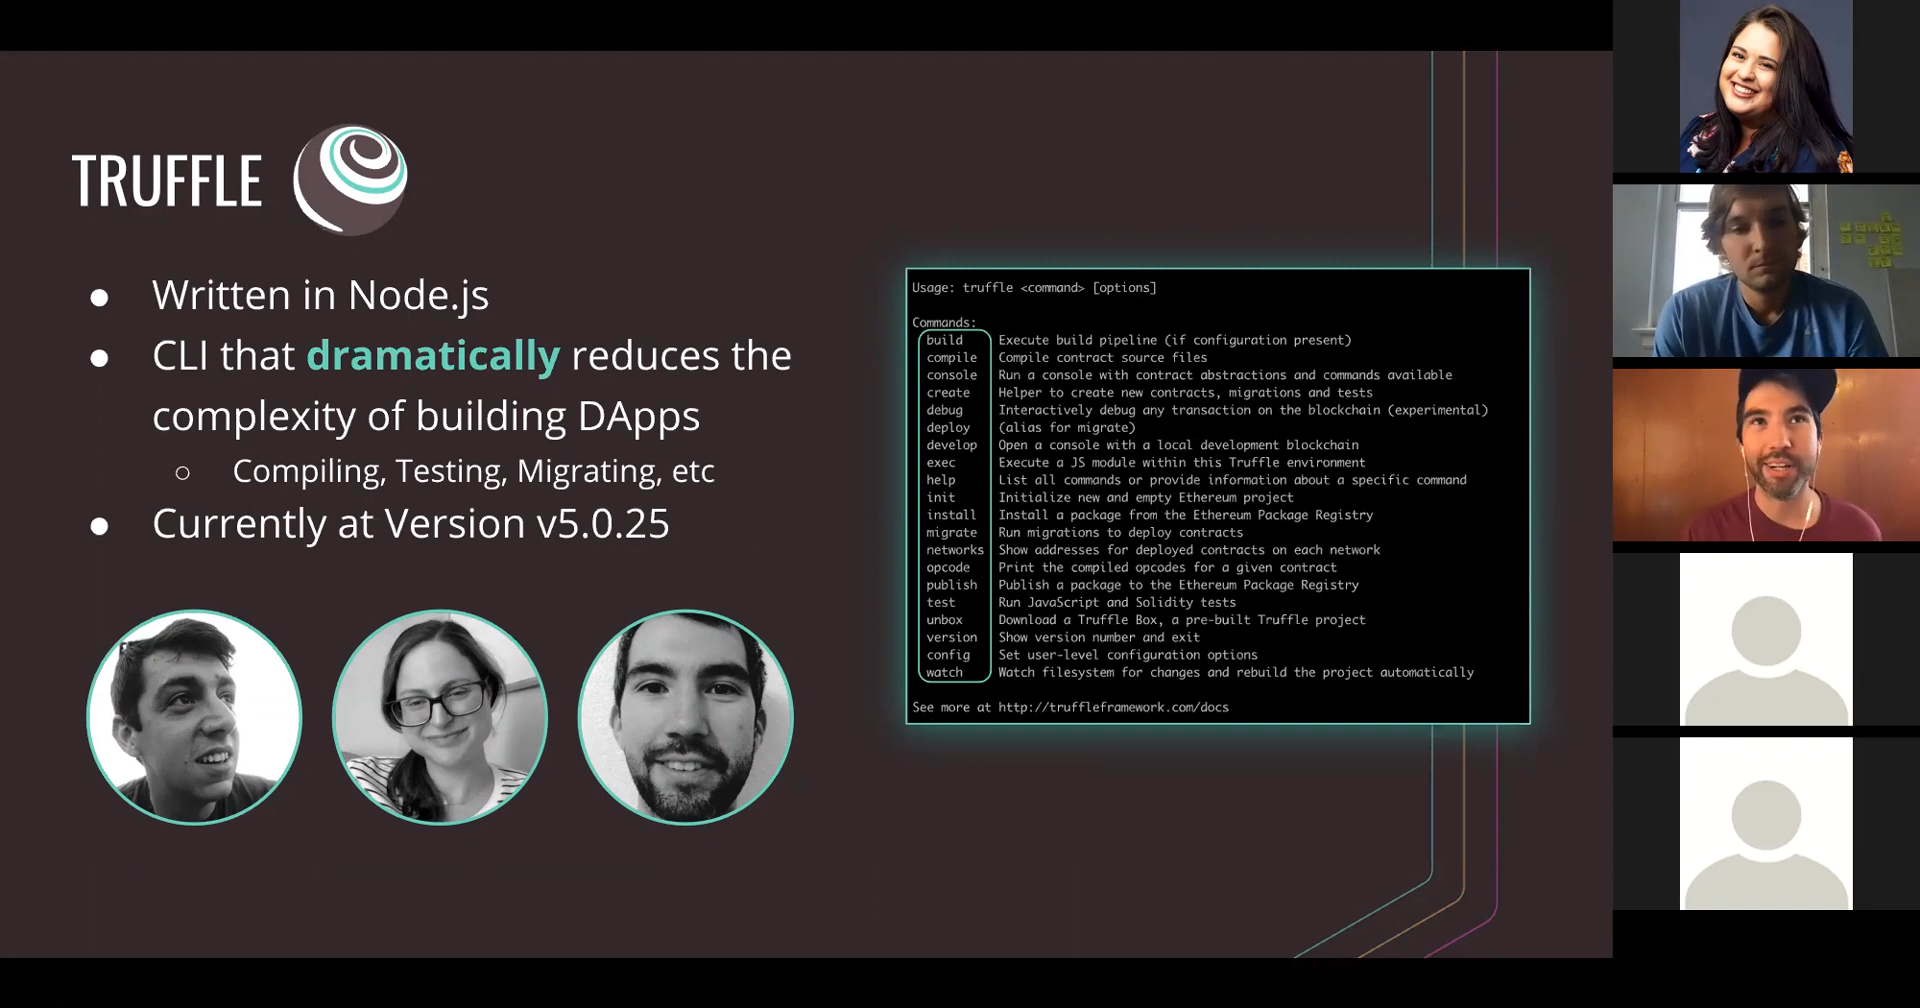 TRUFFLE
Written in Node.js
CLI that dramatically reduces the
complexity of building DApps
Compiling, Testing, Migrating, etc
Currently at Version v5.0.25
Usage: truffle <command> [options]
Commands:
build Execute build pipeline (if configuration present)
compile Compile contract source files
console Run a console with contract abstractions and commands available
create Helper to create new contracts, migrations and tests
debug Interactively debug any transaction on the blockchain (experimental)
deploy (alias for migrate)
develop Open a console with a local development blockchain
exec Execute a JS module within this Truffle environment
help List all commands or provide information about a specific command
init Initialize new and empty Ethereum project
install Install a package from the Ethereum Package Registry
migrate Run migrations to deploy contracts
networks Show addresses for deployed contracts on each network
opcode Print the compiled opcodes for a given contract
publish Publish a package to the Ethereum Package Registry
test Run JavaScript and Solidity tests
unbox Download a Truffle Box, a pre-built Truffle project
version Show version number and exit
config Set user-level configuration options
watch Watch filesystem for changes and rebuild the project automatically
See more at http://truffleframework.com/docs